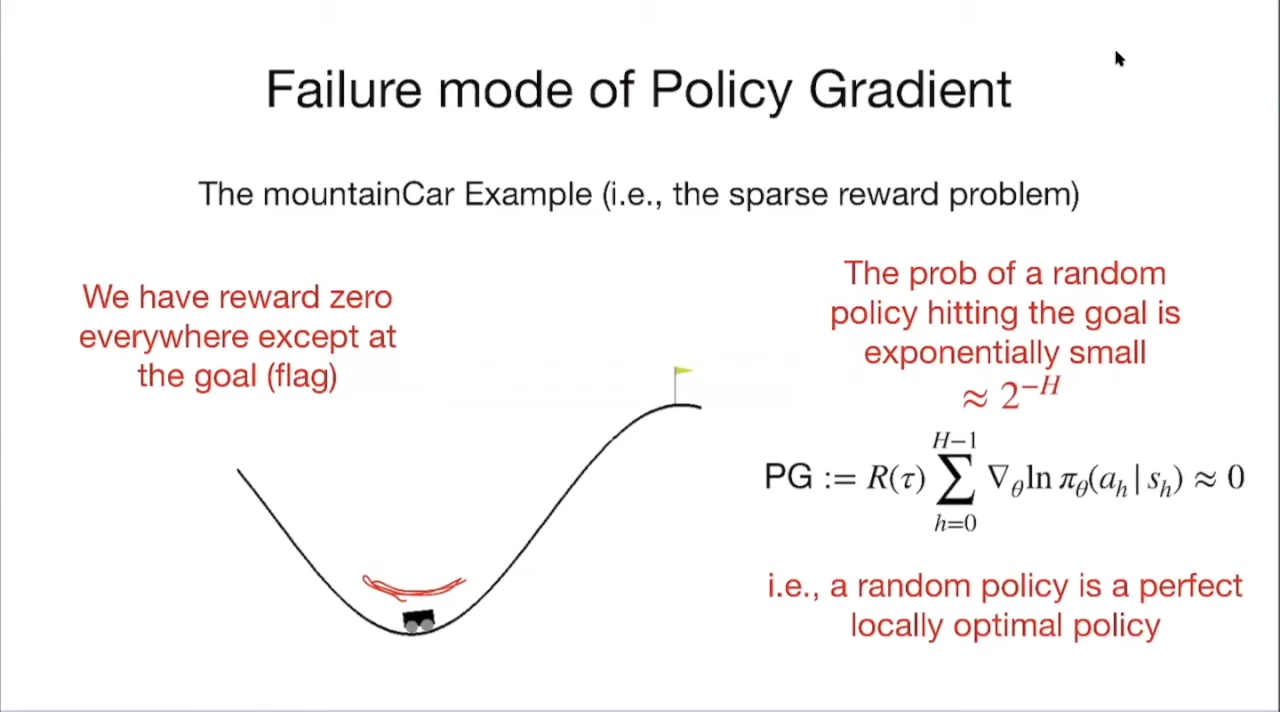 Failure mode of Policy Gradient
The mountainCar Example (i.e., the sparse reward problem)
We have reward zero
everywhere except at
the goal (flag)
The prob of a random
policy hitting the goal is
exponentially small
≈ 2^{−H}
PG := R(τ) ∑_{h=0}^{H−1} ∇_θ ln π_θ(a_h | s_h) ≈ 0
i.e., a random policy is a perfect
locally optimal policy